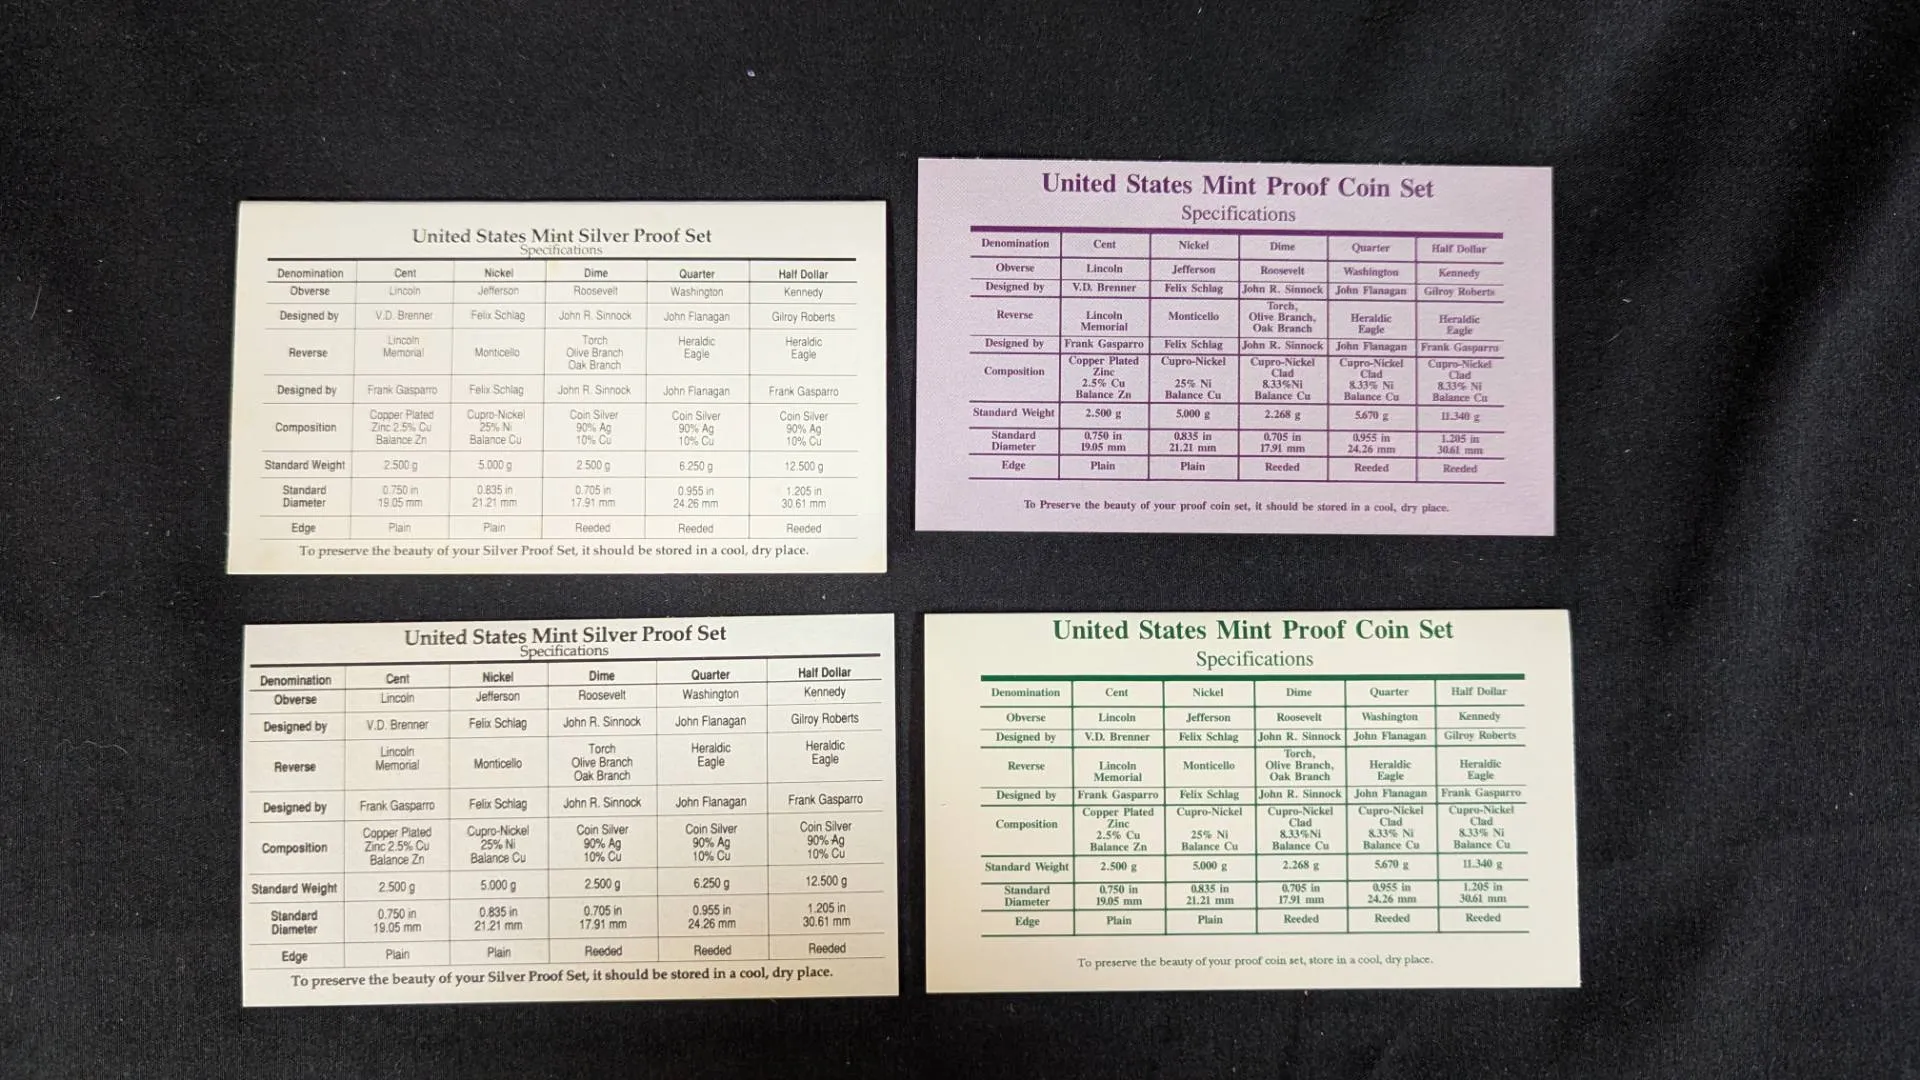 United States Mint Silver Proof Set
Specifications
Denomination Cent Nickel Dime Quarter Half Dollar
Obverse Lincoln Jefferson Roosevelt Washington Kennedy
Designed by V.D. Brenner Felix Schlag John R. Sinnock John Flanagan Gilroy Roberts
Reverse Lincoln Memorial Monticello Torch Olive Branch Oak Branch Heraldic Eagle Heraldic Eagle
Designed by Frank Gasparro Felix Schlag John R. Sinnock John Flanagan Frank Gasparro
Composition Copper Plated Zinc 2.5% Cu Balance Zn Cupro-Nickel 25% Ni Balance Cu Coin Silver 90% Ag 10% Cu Coin Silver 90% Ag 10% Cu Coin Silver 90% Ag 10% Cu
Standard Weight 2.500 g 5.000 g 2.500 g 6.250 g 12.500 g
Standard Diameter 0.750 in 19.05 mm 0.835 in 21.21 mm 0.705 in 17.91 mm 0.955 in 24.26 mm 1.205 in 30.61 mm
Edge Plain Plain Reeded Reeded Reeded
To preserve the beauty of your Silver Proof Set, it should be stored in a cool, dry place.
United States Mint Proof Coin Set
Specifications
Denomination Cent Nickel Dime Quarter Half Dollar
Obverse Lincoln Jefferson Roosevelt Washington Kennedy
Designed by V.D. Brenner Felix Schlag John R. Sinnock John Flanagan Gilroy Roberts
Reverse Lincoln Memorial Monticello Torch, Olive Branch, Oak Branch Heraldic Eagle Heraldic Eagle
Designed by Frank Gasparro Felix Schlag John R. Sinnock John Flanagan Frank Gasparro
Composition Copper Plated Zinc 2.5% Cu Balance Zn Cupro-Nickel 25% Ni Balance Cu Cupro-Nickel Clad 8.33%Ni Balance Cu Cupro-Nickel Clad 8.33% Ni Balance Cu Cupro-Nickel Clad 8.33% Ni Balance Cu
Standard Weight 2.500 g 5.000 g 2.268 g 5.670 g 11.340 g
Standard Diameter 0.750 in 19.05 mm 0.835 in 21.21 mm 0.705 in 17.91 mm 0.955 in 24.26 mm 1.205 in 30.61 mm
Edge Plain Plain Reeded Reeded Reeded
To Preserve the beauty of your proof coin set, it should be stored in a cool, dry place.
United States Mint Silver Proof Set
Specifications
Denomination Cent Nickel Dime Quarter Half Dollar
Obverse Lincoln Jefferson Roosevelt Washington Kennedy
Designed by V.D. Brenner Felix Schlag John R. Sinnock John Flanagan Gilroy Roberts
Reverse Lincoln Memorial Monticello Torch Olive Branch Oak Branch Heraldic Eagle Heraldic Eagle
Designed by Frank Gasparro Felix Schlag John R. Sinnock John Flanagan Frank Gasparro
Composition Copper Plated Zinc 2.5% Cu Balance Zn Cupro-Nickel 25% Ni Balance Cu Coin Silver 90% Ag 10% Cu Coin Silver 90% Ag 10% Cu Coin Silver 90% Ag 10% Cu
Standard Weight 2.500 g 5.000 g 2.500 g 6.250 g 12.500 g
Standard Diameter 0.750 in 19.05 mm 0.835 in 21.21 mm 0.705 in 17.91 mm 0.955 in 24.26 mm 1.205 in 30.61 mm
Edge Plain Plain Reeded Reeded Reeded
To preserve the beauty of your Silver Proof Set, it should be stored in a cool, dry place.
United States Mint Proof Coin Set
Specifications
Denomination Cent Nickel Dime Quarter Half Dollar
Obverse Lincoln Jefferson Roosevelt Washington Kennedy
Designed by V.D. Brenner Felix Schlag John R. Sinnock John Flanagan Gilroy Roberts
Reverse Lincoln Memorial Monticello Torch, Olive Branch, Oak Branch Heraldic Eagle Heraldic Eagle
Designed by Frank Gasparro Felix Schlag John R. Sinnock John Flanagan Frank Gasparro
Composition Copper Plated Zinc 2.5% Cu Balance Zn Cupro-Nickel 25% Ni Balance Cu Cupro-Nickel Clad 8.33%Ni Balance Cu Cupro-Nickel Clad 8.33% Ni Balance Cu Cupro-Nickel Clad 8.33% Ni Balance Cu
Standard Weight 2.500 g 5.000 g 2.268 g 5.670 g 11.340 g
Standard Diameter 0.750 in 19.05 mm 0.835 in 21.21 mm 0.705 in 17.91 mm 0.955 in 24.26 mm 1.205 in 30.61 mm
Edge Plain Plain Reeded Reeded Reeded
To preserve the beauty of your proof coin set, store in a cool, dry place.